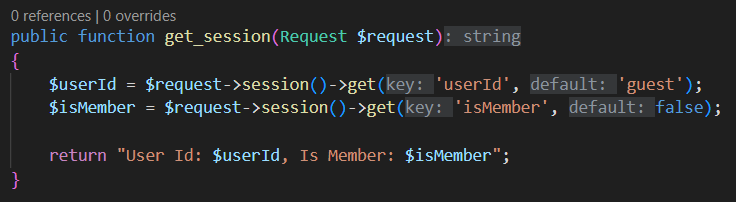 0 references | 0 overrides
public function get_session(Request $request): string
{
    $userId = $request->session()->get(key: 'userId', default: 'guest');
    $isMember = $request->session()->get(key: 'isMember', default: false);
    return "User Id: $userId, Is Member: $isMember";
}